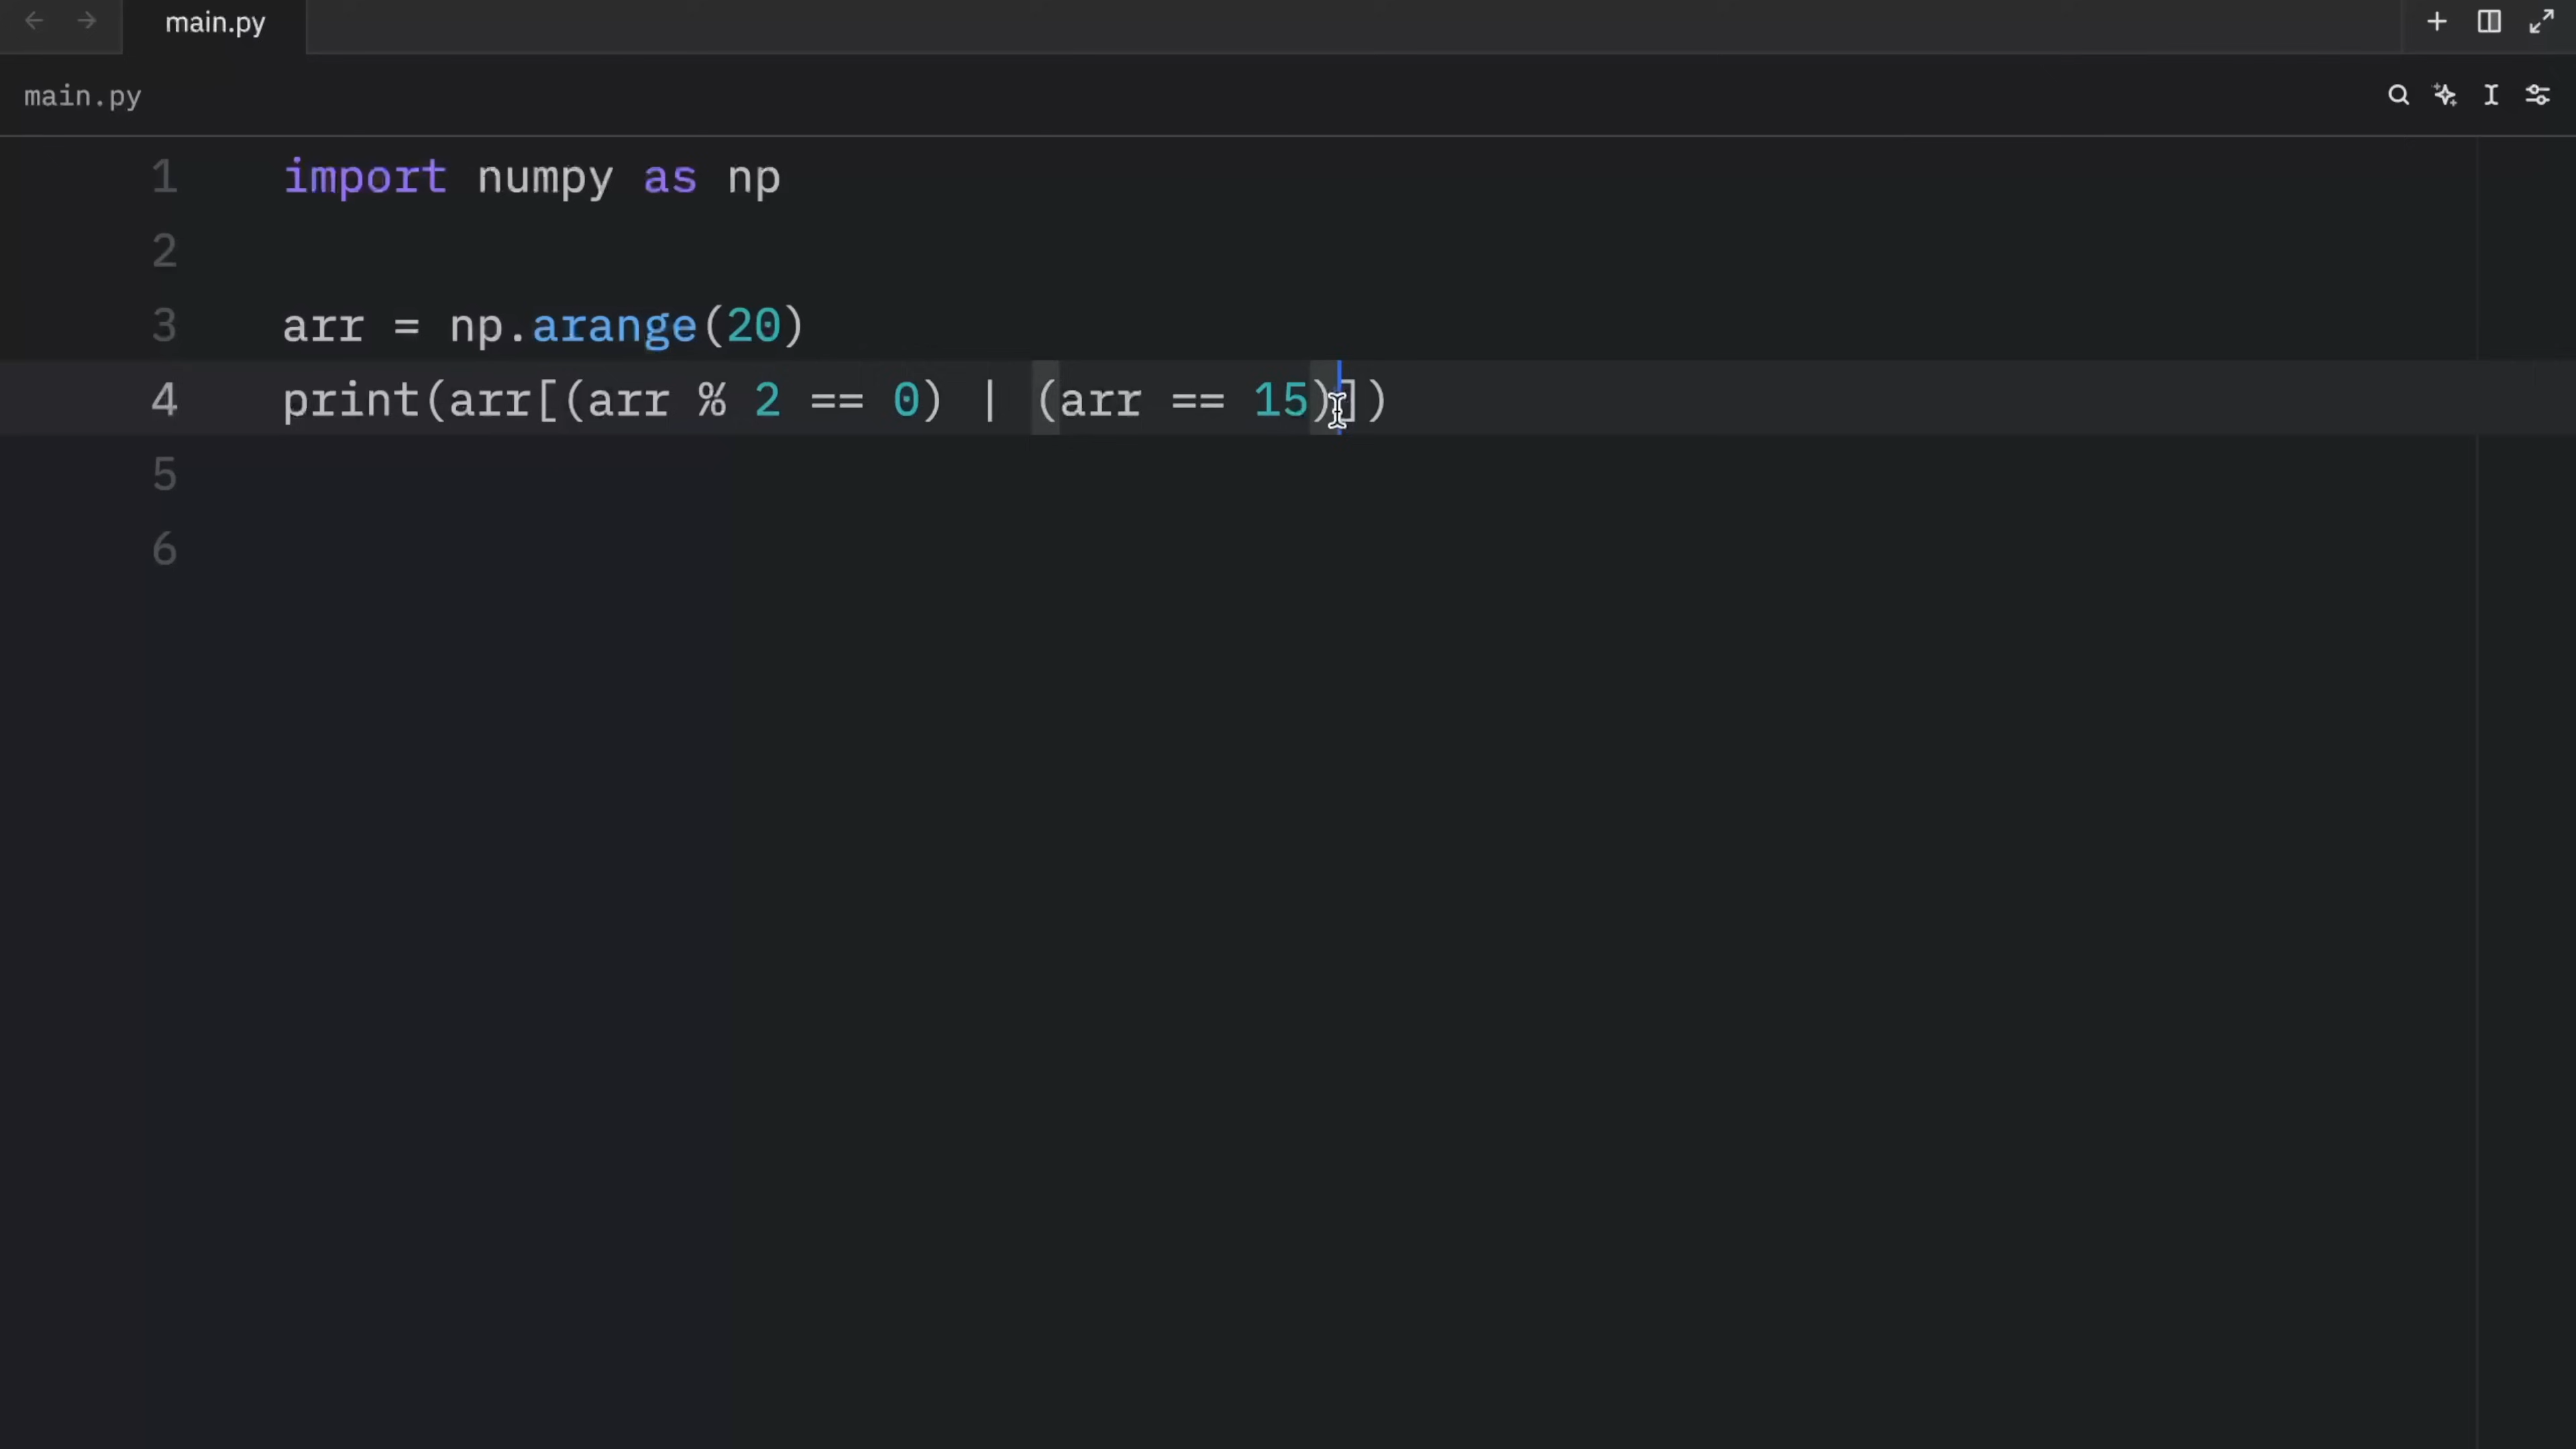 main.py
main.py
1 import numpy as np
2
3 arr = np.arange(20)
4 print(arr[(arr % 2 == 0) | (arr == 15)])
5
6